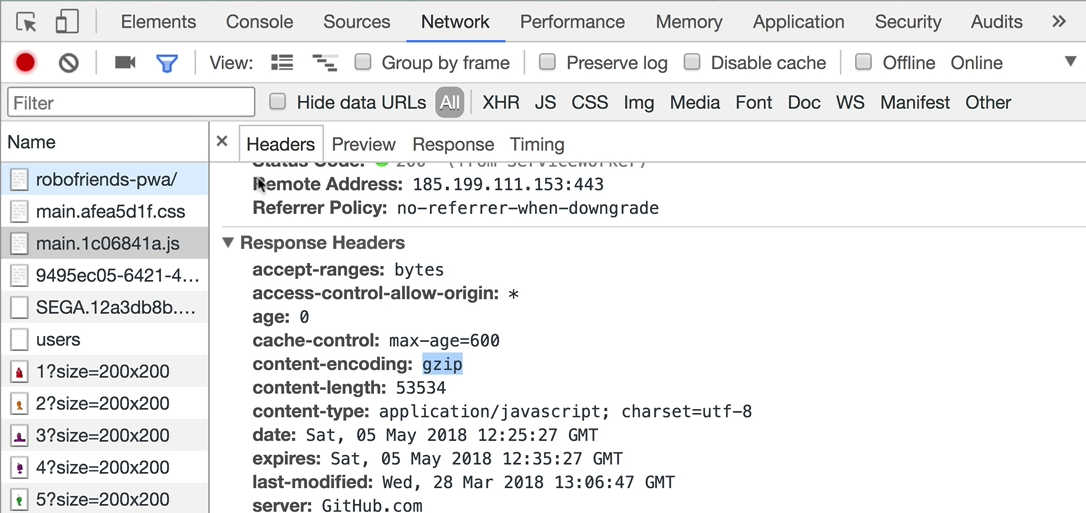 Elements Console Sources Network Performance Memory Application Security Audits »
View: Group by frame Preserve log Disable cache Offline Online
Filter Hide data URLs All XHR JS CSS Img Media Font Doc WS Manifest Other
Name
robofriends-pwa/
main.afea5d1f.css
main.1c06841a.js
9495ec05-6421-4...
SEGA.12a3db8b....
users
1?size=200x200
2?size=200x200
3?size=200x200
4?size=200x200
5?size=200x200
× Headers Preview Response Timing
Status Code: 200 (from ServiceWorker)
Remote Address: 185.199.111.153:443
Referrer Policy: no-referrer-when-downgrade
Response Headers
accept-ranges: bytes
access-control-allow-origin: *
age: 0
cache-control: max-age=600
content-encoding: gzip
content-length: 53534
content-type: application/javascript; charset=utf-8
date: Sat, 05 May 2018 12:25:27 GMT
expires: Sat, 05 May 2018 12:35:27 GMT
last-modified: Wed, 28 Mar 2018 13:06:47 GMT
server: GitHub.com